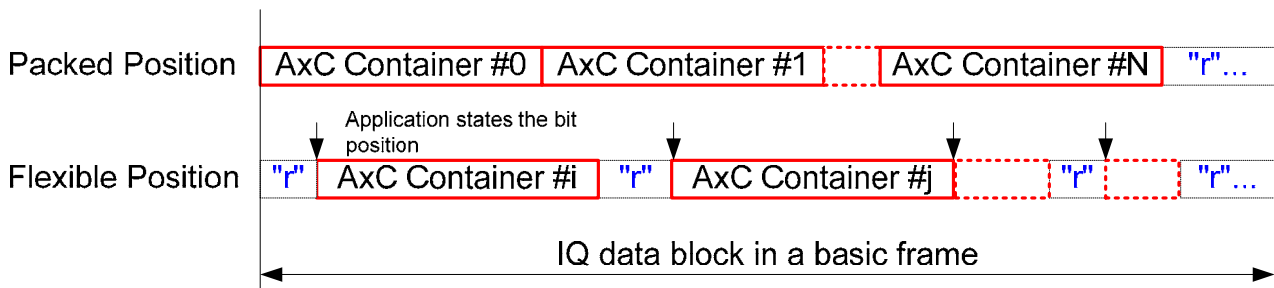 Packed Position AxC Container #0 AxC Container #1 AxC Container #N "r"...
Application states the bit
position
Flexible Position "r" AxC Container #i "r" AxC Container #j "r" "r"...
IQ data block in a basic frame